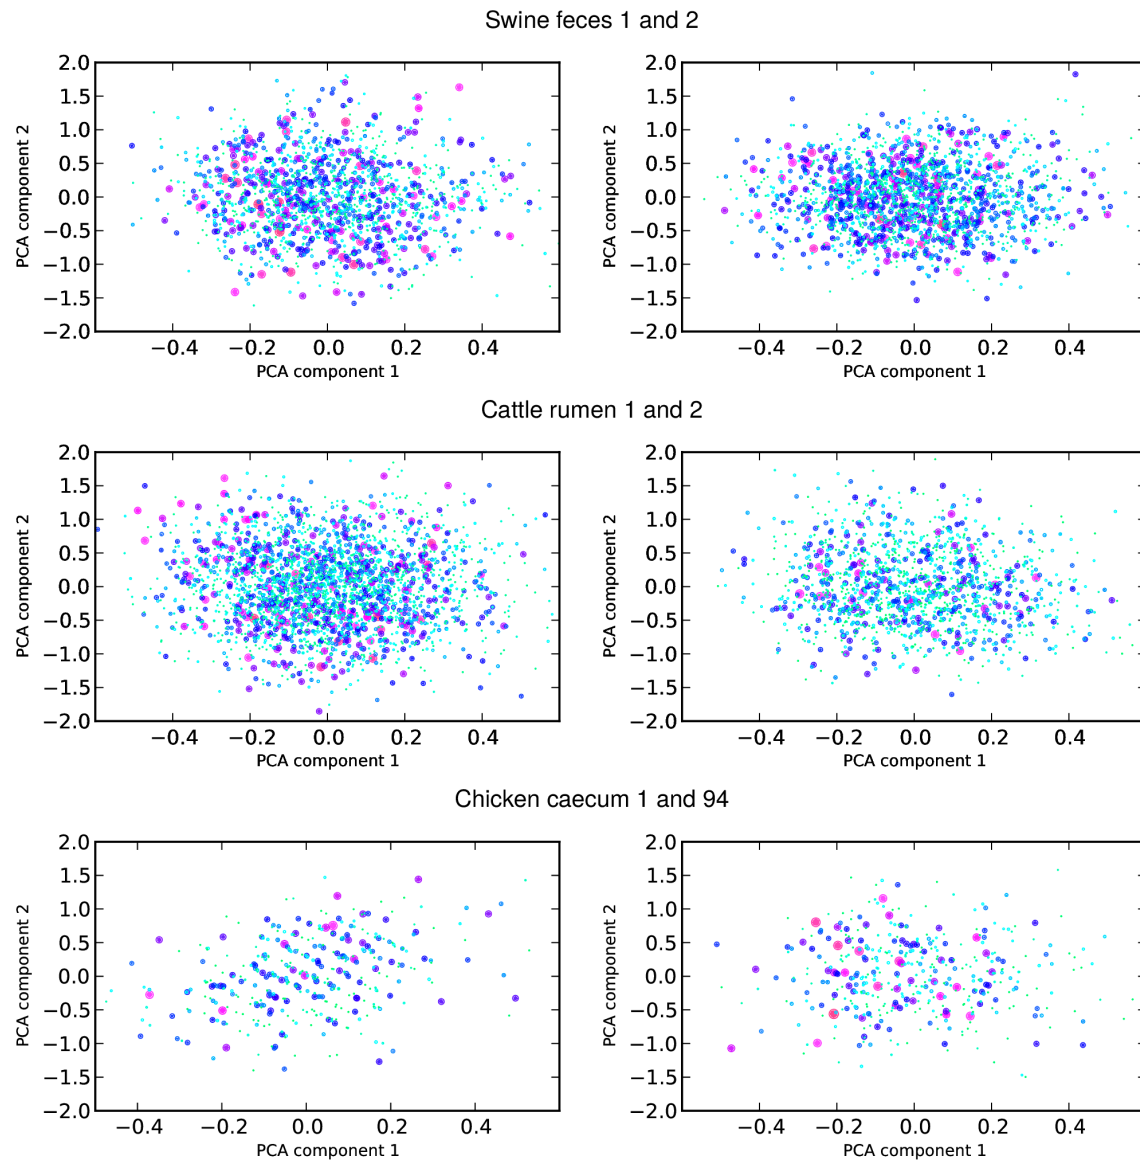 Swine feces 1 and 2
2.0 2.0
1.5 1.5
1.0 1.0
0.5 0.5
0.0 0.0
−0.5 −0.5
−1.0 −1.0
−1.5 −1.5
−2.0 −2.0
PCA component 2 PCA component 2
−0.4 −0.2 0.0 0.2 0.4 −0.4 −0.2 0.0 0.2 0.4
PCA component 1 PCA component 1
Cattle rumen 1 and 2
2.0 2.0
1.5 1.5
1.0 1.0
0.5 0.5
0.0 0.0
−0.5 −0.5
−1.0 −1.0
−1.5 −1.5
−2.0 −2.0
PCA component 2 PCA component 2
−0.4 −0.2 0.0 0.2 0.4 −0.4 −0.2 0.0 0.2 0.4
PCA component 1 PCA component 1
Chicken caecum 1 and 94
2.0 2.0
1.5 1.5
1.0 1.0
0.5 0.5
0.0 0.0
−0.5 −0.5
−1.0 −1.0
−1.5 −1.5
−2.0 −2.0
PCA component 2 PCA component 2
−0.4 −0.2 0.0 0.2 0.4 −0.4 −0.2 0.0 0.2 0.4
PCA component 1 PCA component 1